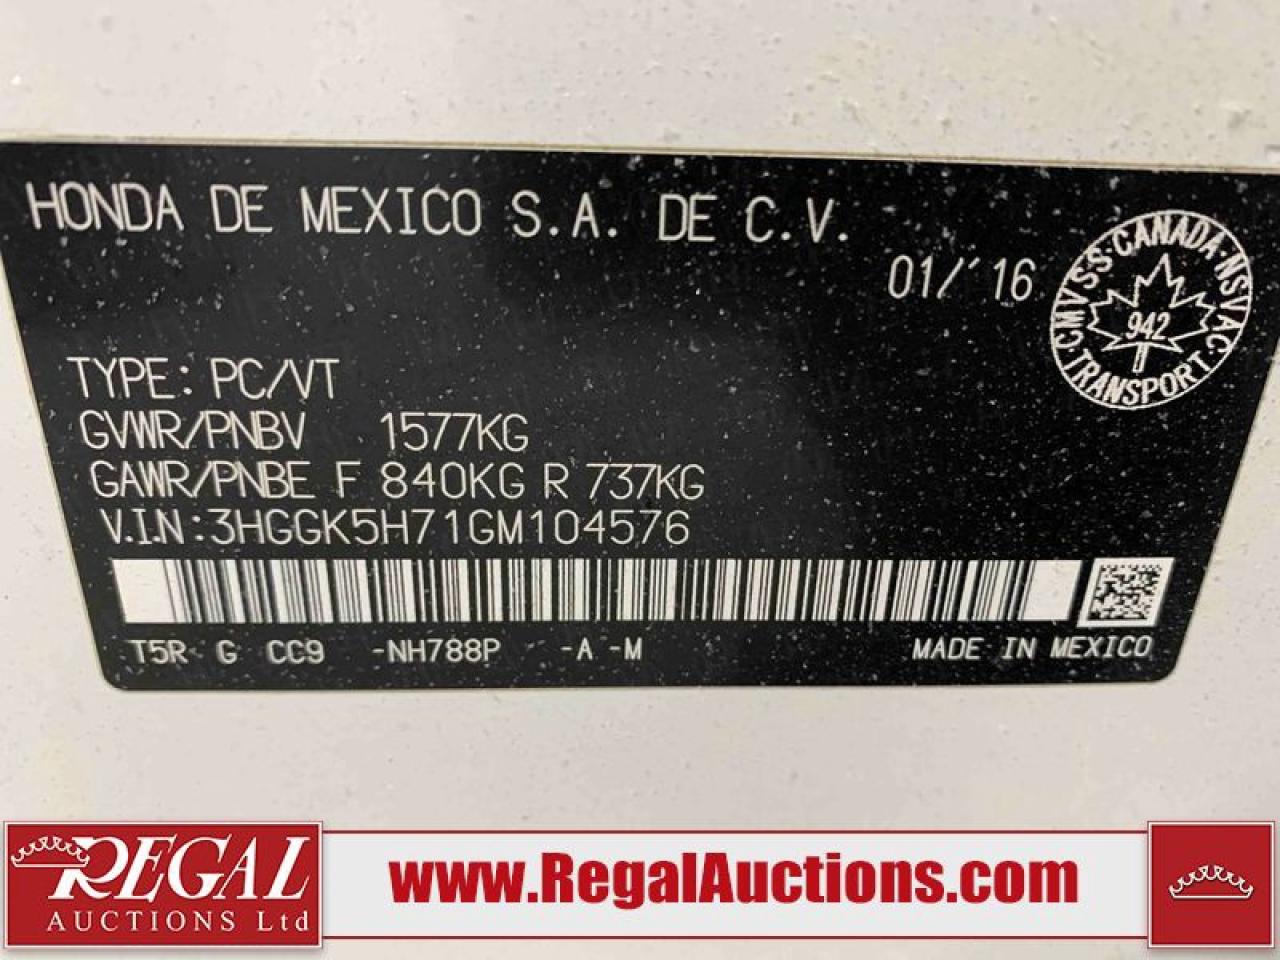 HONDA DE MEXICO S.A. DE C.V.
01/'16
CMVSS·CANADA·NSVAC·TRANSPORT·
942
TYPE: PC/VT
GVWR/PNBV 1577KG
GAWR/PNBE F 840KG R 737KG
V.I.N:3HGGK5H71GM104576
T5R G CC9 -NH788P -A -M MADE IN MEXICO
REGAL
AUCTIONS Ltd
www.RegalAuctions.com